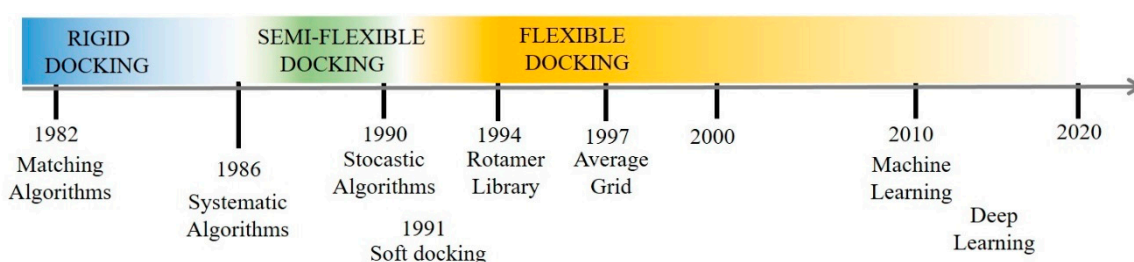 RIGID
DOCKING
SEMI-FLEXIBLE
DOCKING
FLEXIBLE
DOCKING
1982
Matching
Algorithms
1986
Systematic
Algorithms
1990
Stocastic
Algorithms
1991
Soft docking
1994
Rotamer
Library
1997
Average
Grid
2000
2010
Machine
Learning
Deep
Learning
2020